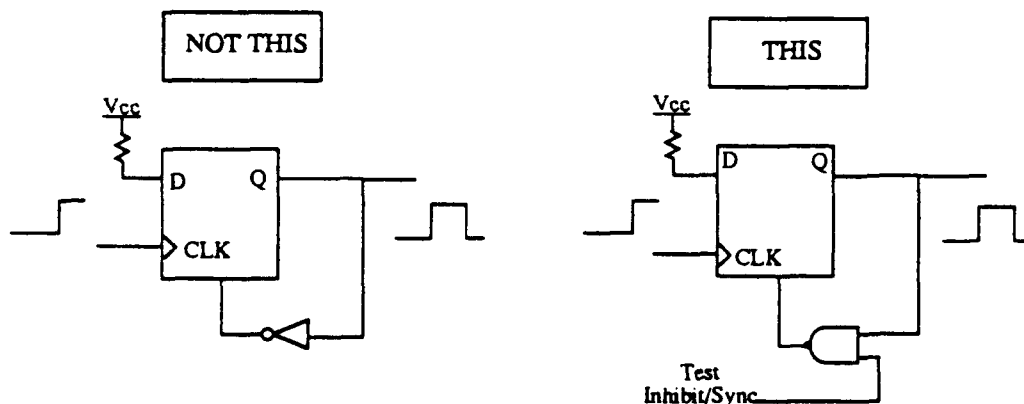 NOT THIS
Vcc
D
Q
CLK
THIS
Vcc
D
Q
CLK
Test
Inhibit/Sync